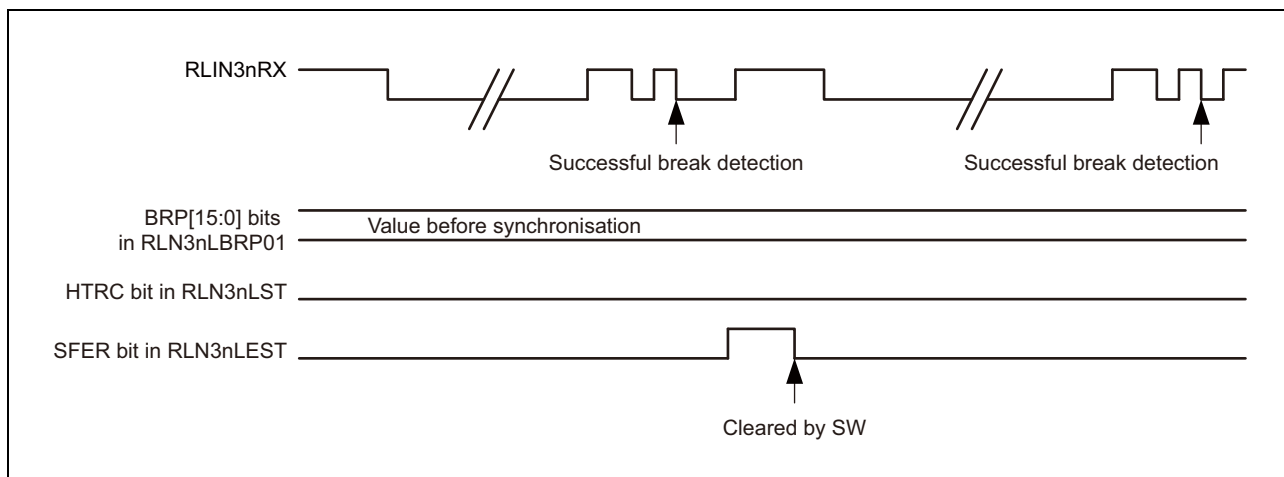 RLIN3nRX
Successful break detection
Successful break detection
BRP[15:0] bits
in RLN3nLBRP01
Value before synchronisation
HTRC bit in RLN3nLST
SFER bit in RLN3nLEST
Cleared by SW